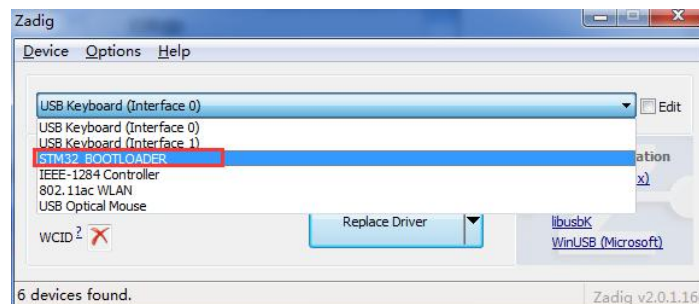 Zadig
Device Options Help
USB Keyboard (Interface 0)
Edit
USB Keyboard (Interface 0)
USB Keyboard (Interface 1)
STM32 BOOTLOADER
IEEE-1284 Controller
802.11ac WLAN
USB Optical Mouse
ation
x)
WCID ?
Replace Driver
libusbK
WinUSB (Microsoft)
6 devices found.
Zadig v2.0.1.16